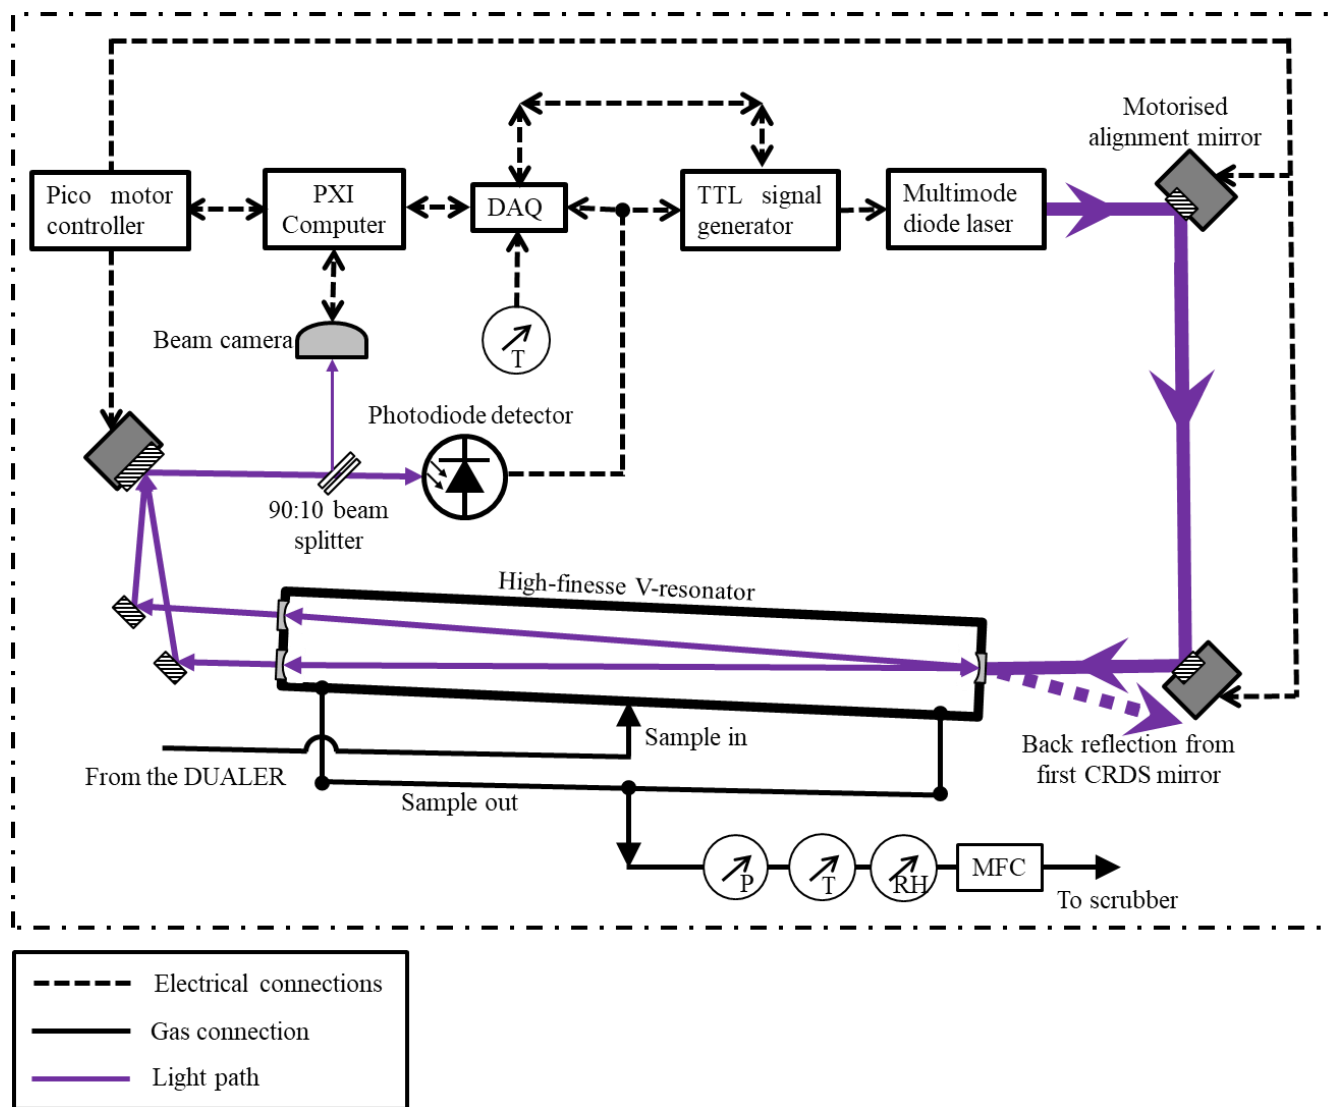 Motorised
alignment mirror
Pico motor
controller
PXI
Computer
DAQ
TTL signal
generator
Multimode
diode laser
Beam camera
T
Photodiode detector
90:10 beam
splitter
High-finesse V-resonator
Sample in
From the DUALER
Sample out
Back reflection from
first CRDS mirror
P
T
RH
MFC
To scrubber
Electrical connections
Gas connection
Light path